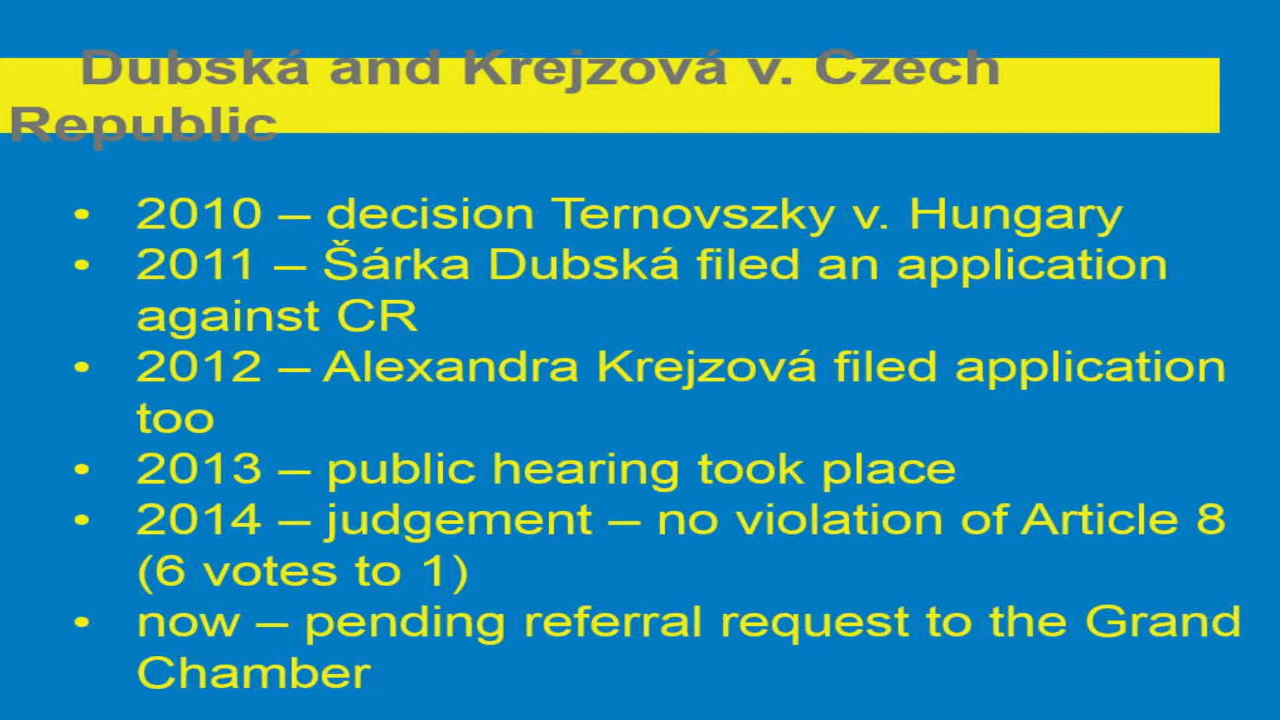 Dubská and Krejzová v. Czech
Republic
• 2010 – decision Ternovszky v. Hungary
• 2011 – Šárka Dubská filed an application
against CR
• 2012 – Alexandra Krejzová filed application
too
• 2013 – public hearing took place
• 2014 – judgement – no violation of Article 8
(6 votes to 1)
• now – pending referral request to the Grand
Chamber